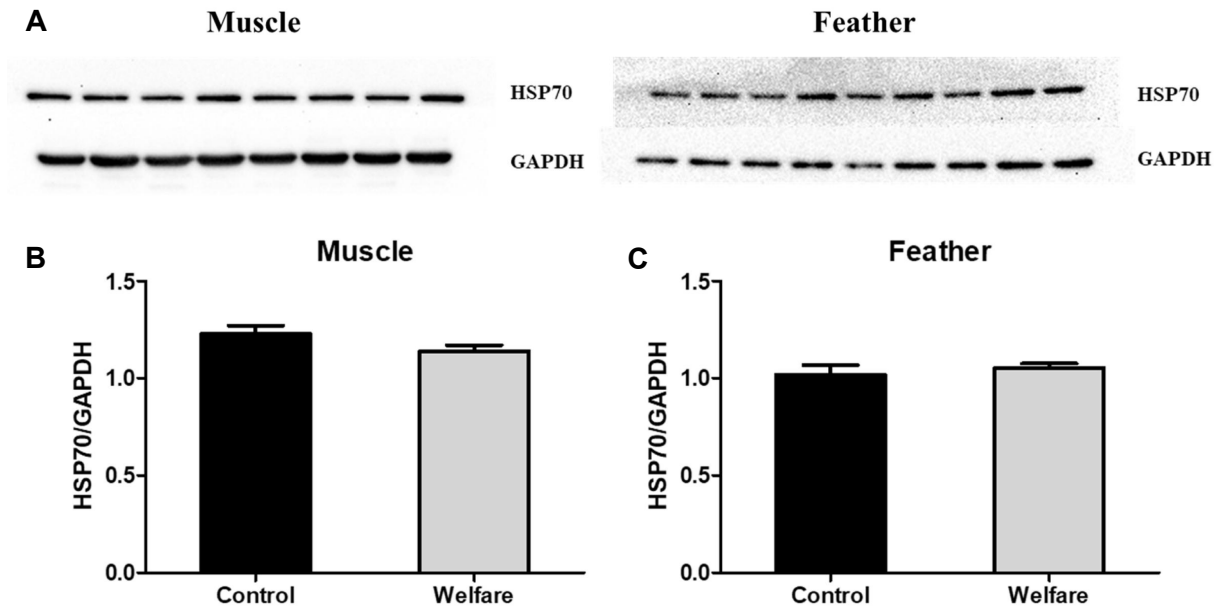 A
Muscle
HSP70
GAPDH
Feather
HSP70
GAPDH
B
Muscle
HSP70/GAPDH
1.5
1.0
0.5
0.0
Control
Welfare
C
Feather
HSP70/GAPDH
1.5
1.0
0.5
0.0
Control
Welfare